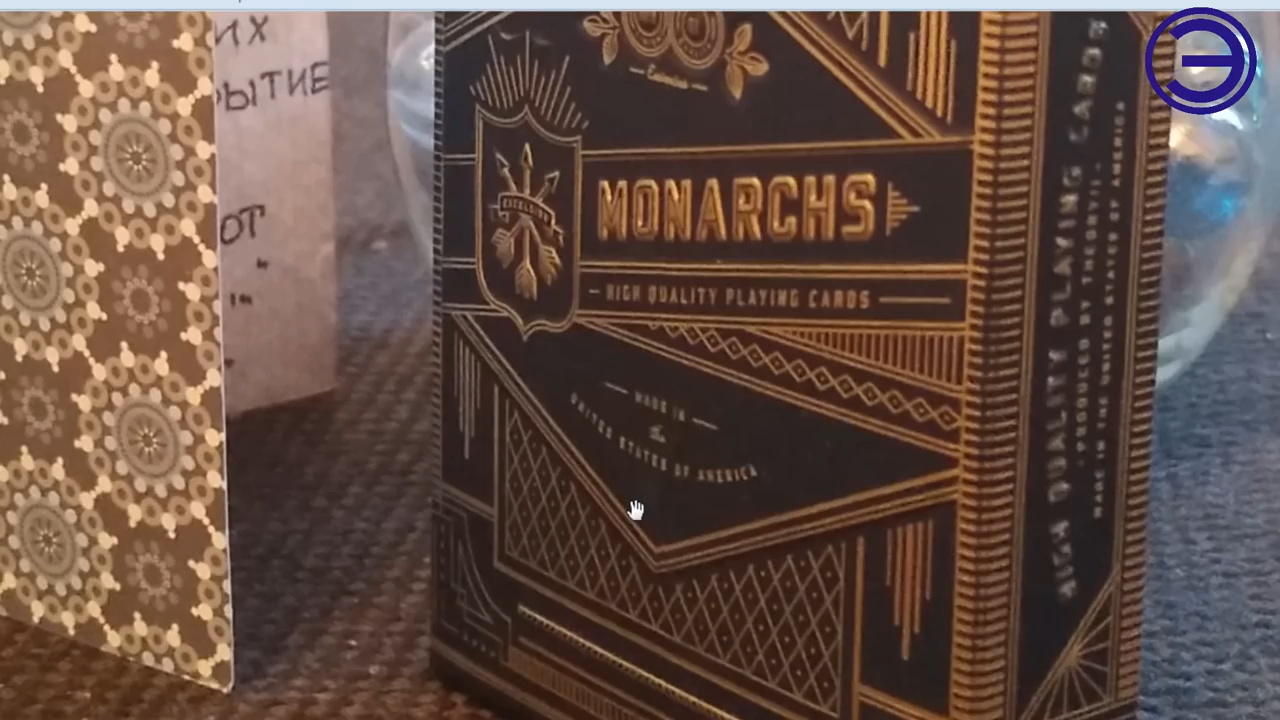 ИХ
РЫТИЕ
ОТ
Excelsior
EXCELSIOR
MONARCHS
HIGH QUALITY PLAYING CARDS
MADE IN
the
UNITED STATES OF AMERICA
HIGH QUALITY PLAYING CARDS
· PRODUCED BY THEORY11 ·
MADE IN THE UNITED STATES OF AMERICA